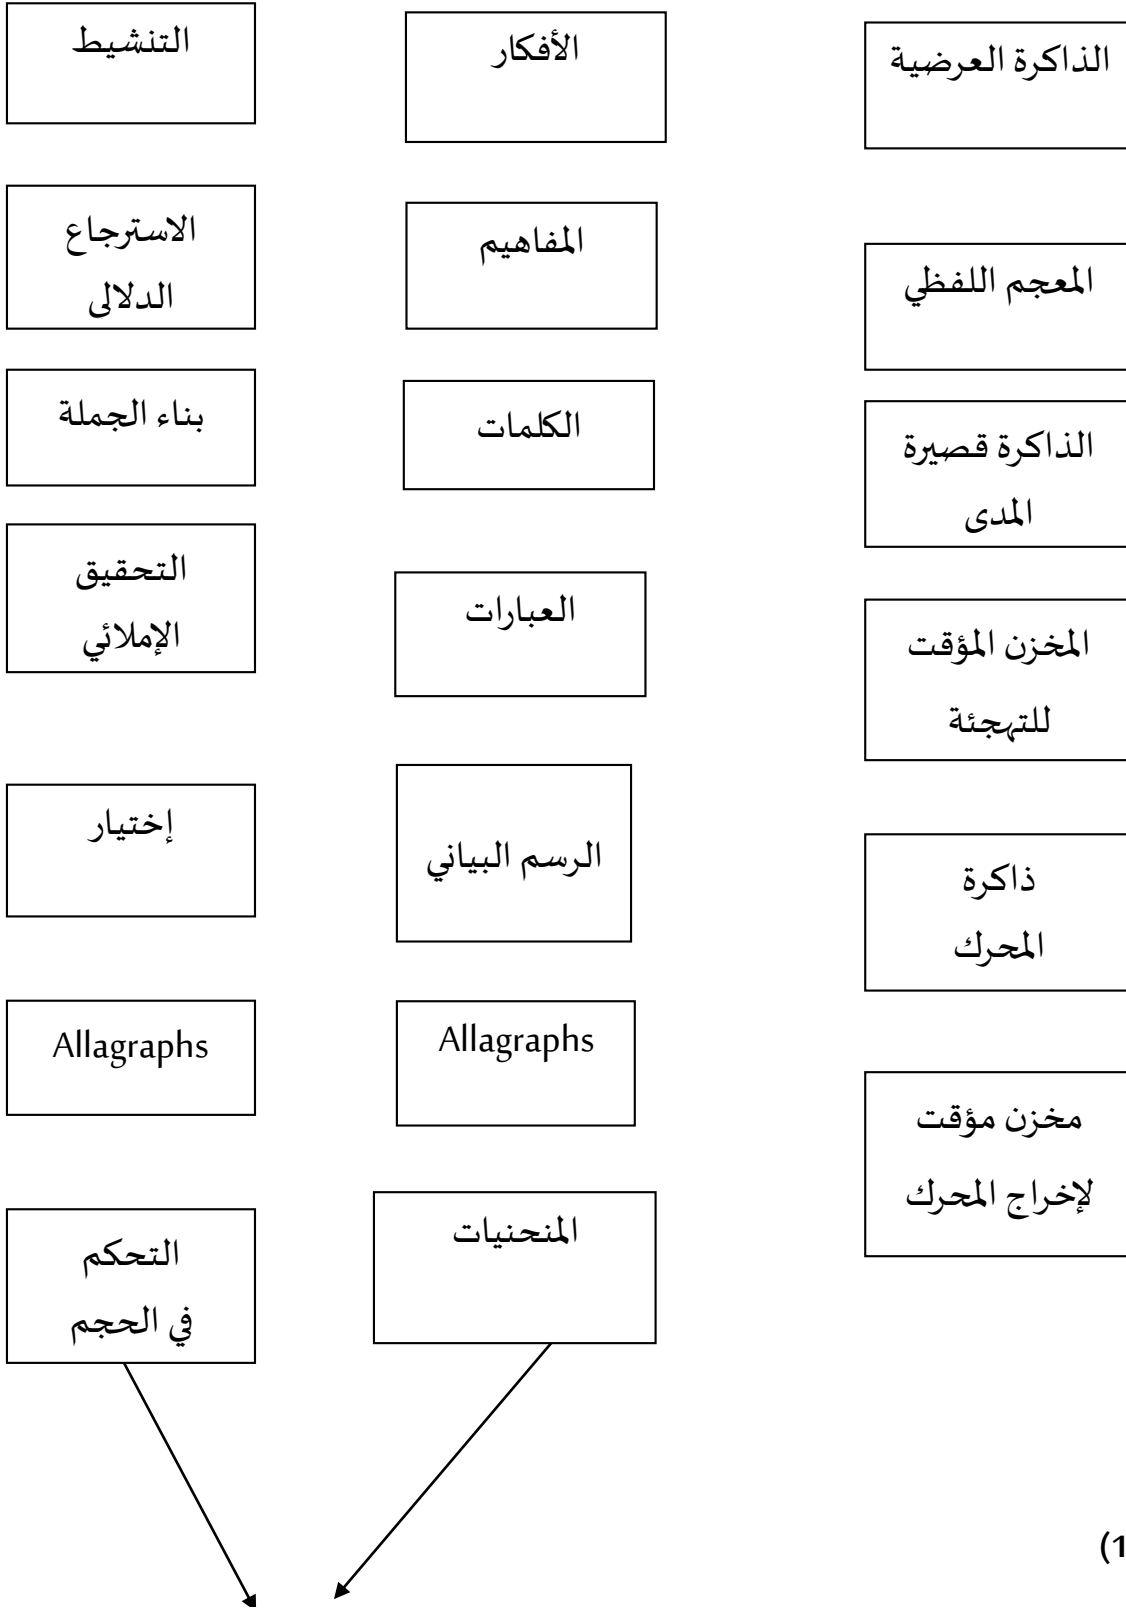 الذاكرة العرضية
الأفكار
التنشيط
المعجم اللفظي
المفاهيم
الاسترجاع
الدلالى
الذاكرة قصيرة
المدى
الكلمات
بناء الجملة
المخزن المؤقت
للتهجئة
العبارات
التحقيق
الإملائي
ذاكرة
المحرك
الرسم البياني
إختيار
مخزن مؤقت
لإخراج المحرك
Allagraphs
Allagraphs
المنحنيات
التحكم
في الحجم
(1